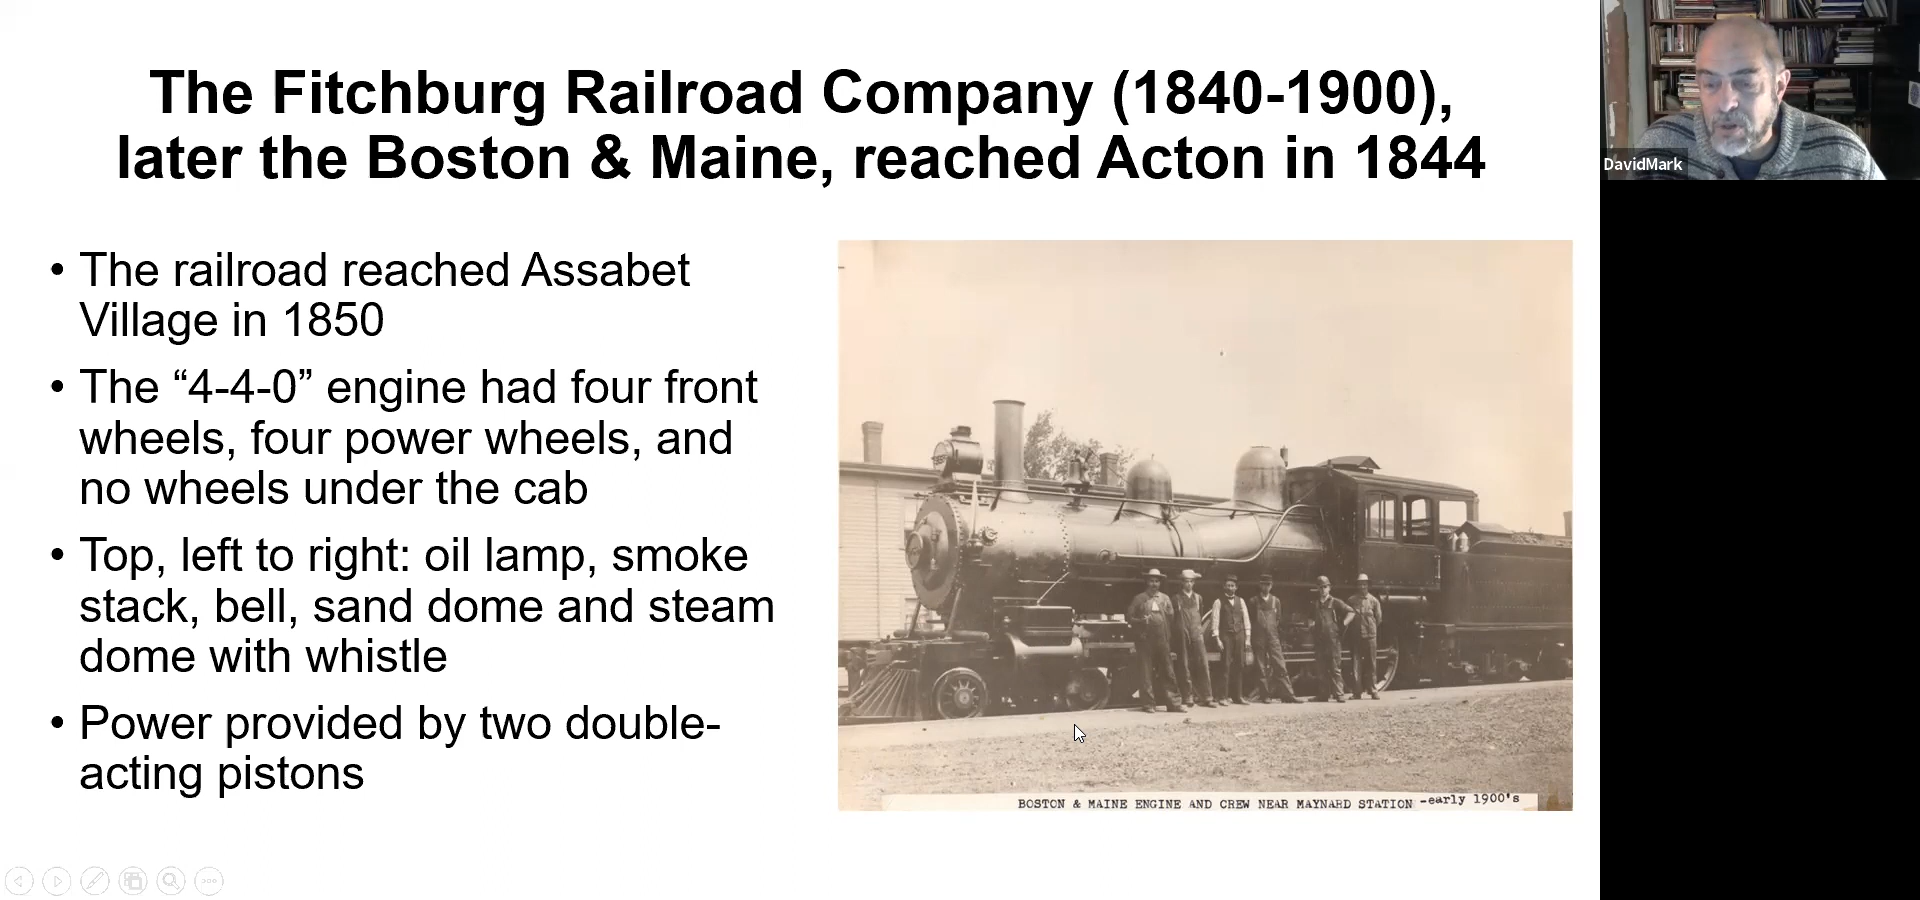 The Fitchburg Railroad Company (1840-1900),
later the Boston & Maine, reached Acton in 1844
• The railroad reached Assabet
Village in 1850
• The “4-4-0” engine had four front
wheels, four power wheels, and
no wheels under the cab
• Top, left to right: oil lamp, smoke
stack, bell, sand dome and steam
dome with whistle
• Power provided by two double-
acting pistons
BOSTON & MAINE ENGINE AND CREW NEAR MAYNARD STATION -early 1900's
DavidMark